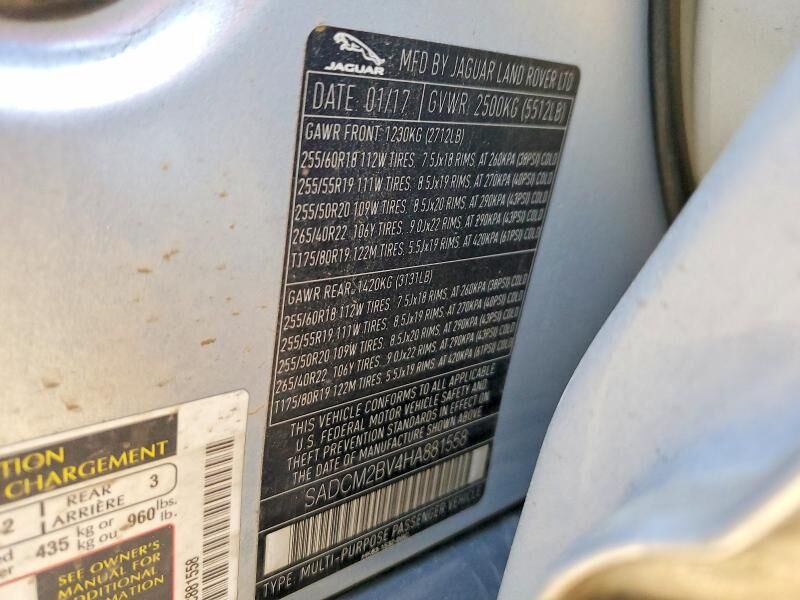 JAGUAR
MFD BY JAGUAR LAND ROVER LTD
DATE: 01/17 GVWR: 2500KG (5512LB)
GAWR FRONT: 1230KG (2712LB)
255/60R18 112W TIRES, 7.5Jx18 RIMS, AT 260KPA (38PSI) COLD
255/55R19 111W TIRES, 8.5Jx19 RIMS, AT 270KPA (40PSI) COLD
255/50R20 109W TIRES, 8.5Jx20 RIMS, AT 290KPA (43PSI) COLD
265/40R22 106Y TIRES, 9.0Jx22 RIMS, AT 290KPA (43PSI) COLD
T175/80R19 122M TIRES, 5.5Jx19 RIMS, AT 420KPA (61PSI) COLD
GAWR REAR: 1420KG (3131LB)
255/60R18 112W TIRES, 7.5Jx18 RIMS, AT 260KPA (38PSI) COLD
255/55R19 111W TIRES, 8.5Jx19 RIMS, AT 270KPA (40PSI) COLD
255/50R20 109W TIRES, 8.5Jx20 RIMS, AT 290KPA (43PSI) COLD
265/40R22 106Y TIRES, 9.0Jx22 RIMS, AT 290KPA (43PSI) COLD
T175/80R19 122M TIRES, 5.5Jx19 RIMS, AT 420KPA (61PSI) COLD
THIS VEHICLE CONFORMS TO ALL APPLICABLE
U.S. FEDERAL MOTOR VEHICLE SAFETY AND
THEFT PREVENTION STANDARDS IN EFFECT ON
THE DATE OF MANUFACTURE SHOWN ABOVE
SADCM2BV4HA881558
TYPE: MULTI-PURPOSE PASSENGER VEHICLE
CHARGEMENT
2 REAR 3
ARRIÈRE
435 kg or 960 lbs.
kg ou lb.
SEE OWNER'S
MANUAL FOR
ADDITIONAL
INFORMATION